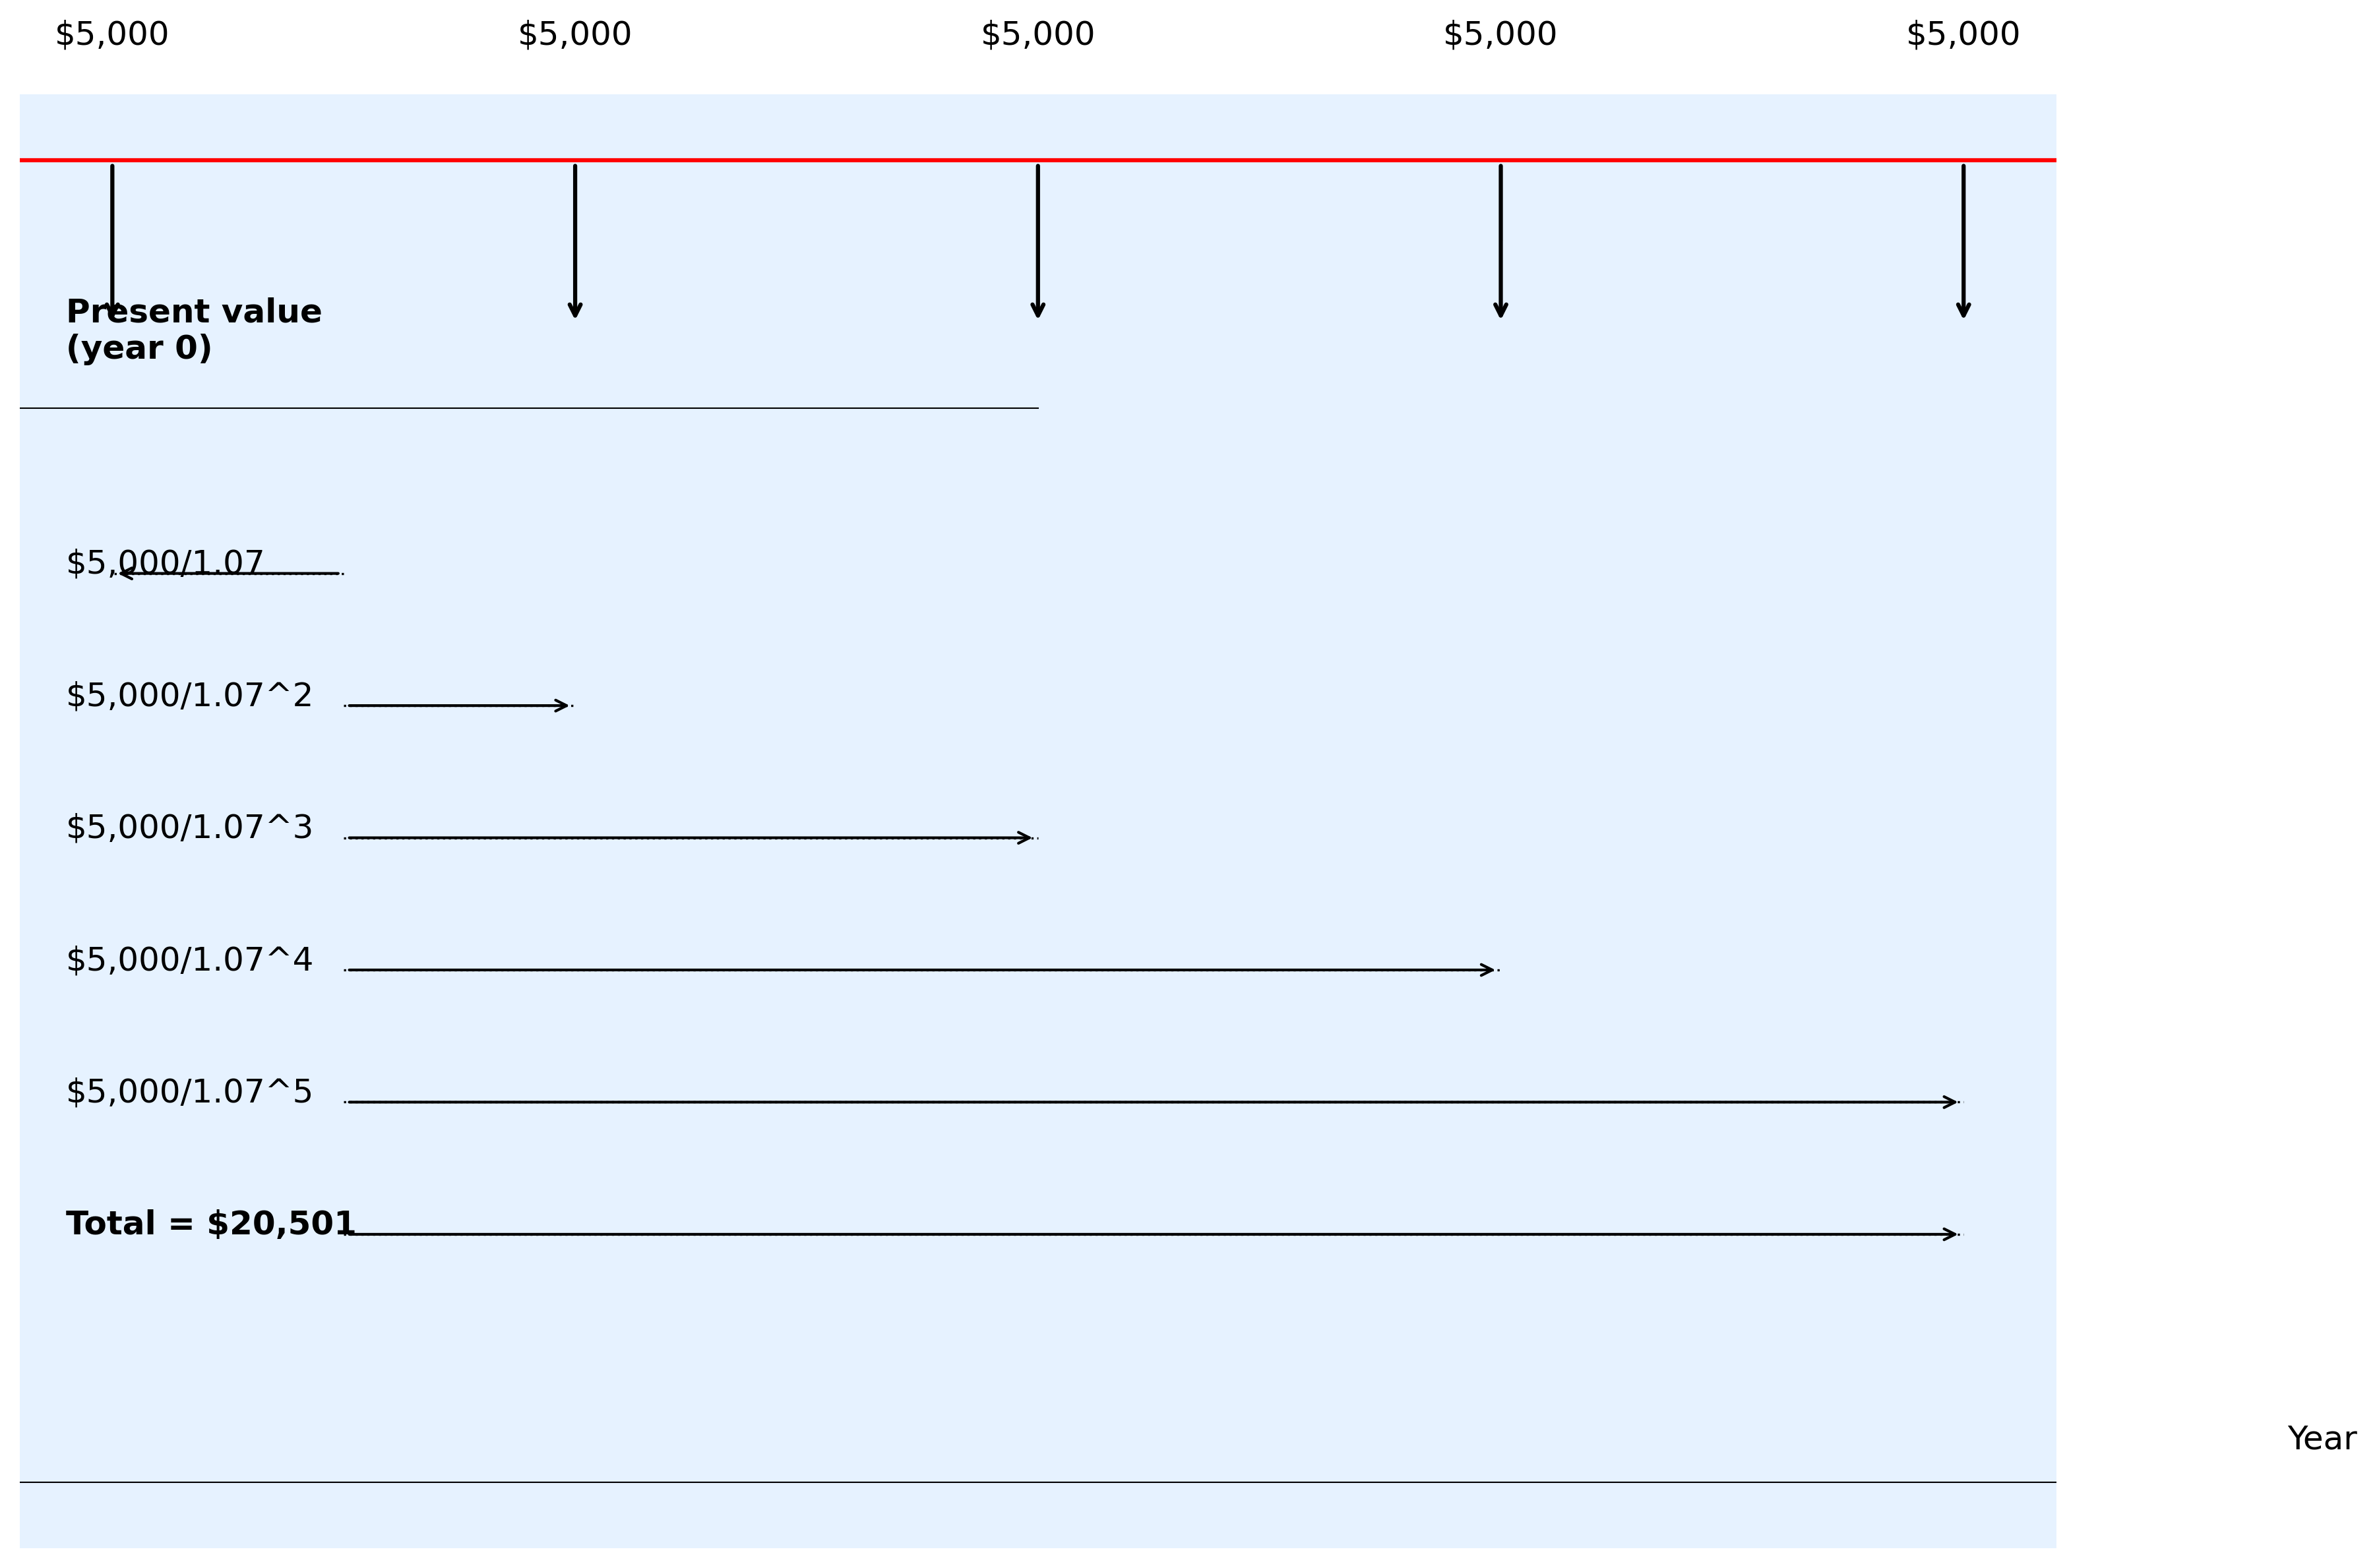 $5,000 $5,000 $5,000 $5,000 $5,000
Present value
(year 0)
$5,000/1.07
$5,000/1.07^2
$5,000/1.07^3
$5,000/1.07^4
$5,000/1.07^5
Total = $20,501
Year